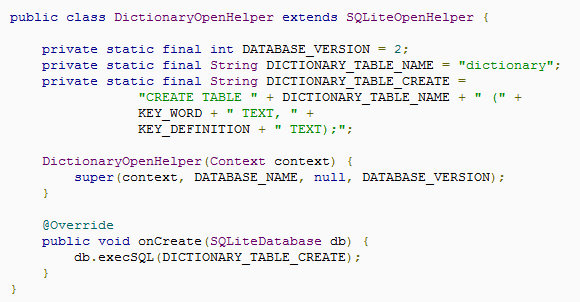 public class DictionaryOpenHelper extends SQLiteOpenHelper {
private static final int DATABASE_VERSION = 2;
private static final String DICTIONARY_TABLE_NAME = "dictionary";
private static final String DICTIONARY_TABLE_CREATE =
"CREATE TABLE " + DICTIONARY_TABLE_NAME + " (" +
KEY_WORD + " TEXT, " +
KEY_DEFINITION + " TEXT);";
DictionaryOpenHelper(Context context) {
super(context, DATABASE_NAME, null, DATABASE_VERSION);
}
@Override
public void onCreate(SQLiteDatabase db) {
db.execSQL(DICTIONARY_TABLE_CREATE);
}
}